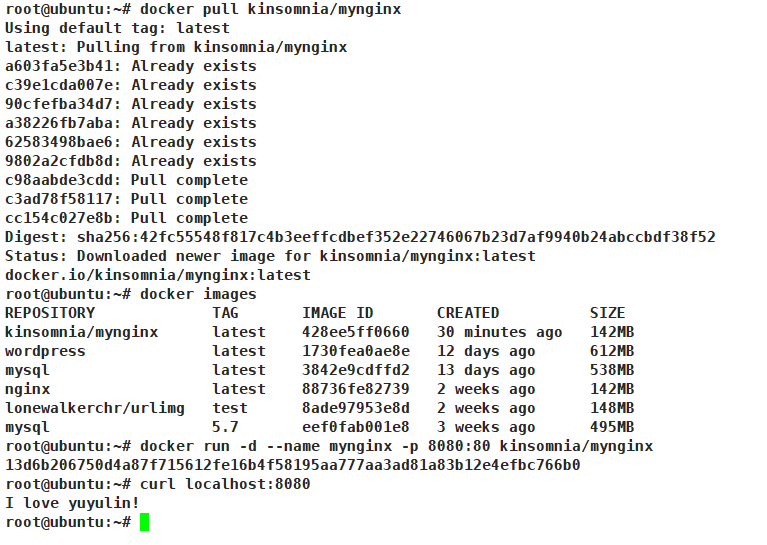 root@ubuntu:~# docker pull kinsomnia/mynginx
Using default tag: latest
latest: Pulling from kinsomnia/mynginx
a603fa5e3b41: Already exists
c39e1cda007e: Already exists
90cfefba34d7: Already exists
a38226fb7aba: Already exists
62583498bae6: Already exists
9802a2cfdb8d: Already exists
c98aabde3cdd: Pull complete
c3ad78f58117: Pull complete
cc154c027e8b: Pull complete
Digest: sha256:42fc55548f817c4b3eeffcdbef352e22746067b23d7af9940b24abccbdf38f52
Status: Downloaded newer image for kinsomnia/mynginx:latest
docker.io/kinsomnia/mynginx:latest
root@ubuntu:~# docker images
REPOSITORY TAG IMAGE ID CREATED SIZE
kinsomnia/mynginx latest 428ee5ff0660 30 minutes ago 142MB
wordpress latest 1730fea0ae8e 12 days ago 612MB
mysql latest 3842e9cdffd2 13 days ago 538MB
nginx latest 88736fe82739 2 weeks ago 142MB
lonewalkerchr/urlimg test 8ade97953e8d 2 weeks ago 148MB
mysql 5.7 eef0fab001e8 3 weeks ago 495MB
root@ubuntu:~# docker run -d --name mynginx -p 8080:80 kinsomnia/mynginx
13d6b206750d4a87f715612fe16b4f58195aa777aa3ad81a83b12e4efbc766b0
root@ubuntu:~# curl localhost:8080
I love yuyulin!
root@ubuntu:~#